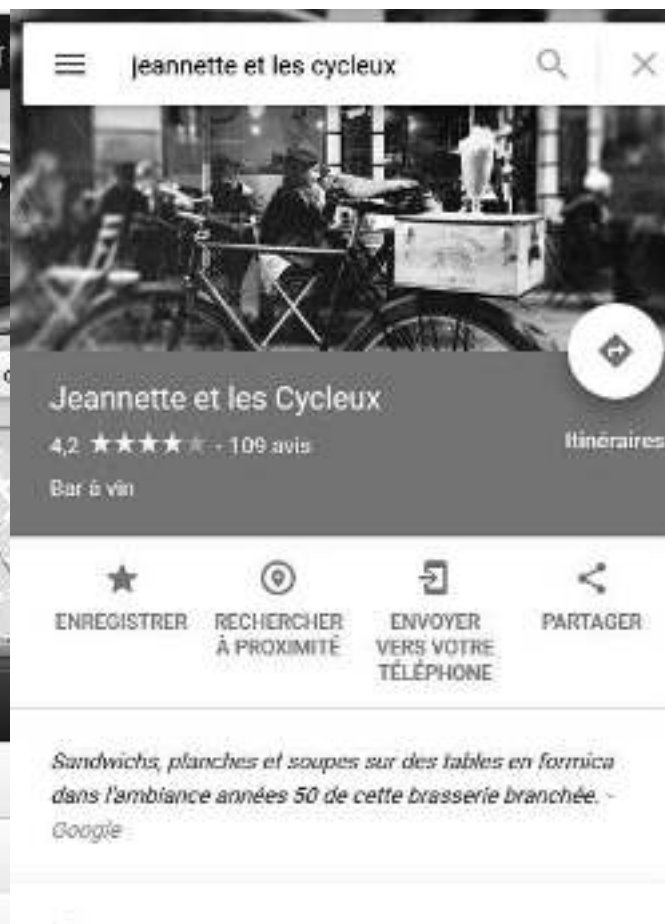 jeannette et les cycleux
Jeannette et les Cycleux
4,2 ★★★★★ - 109 avis
Itinéraires
Bar à vin
ENREGISTRER
RECHERCHER
À PROXIMITÉ
ENVOYER
VERS VOTRE
TÉLÉPHONE
PARTAGER
Sandwichs, planches et soupes sur des tables en formica
dans l'ambiance années 50 de cette brasserie branchée. -
Google